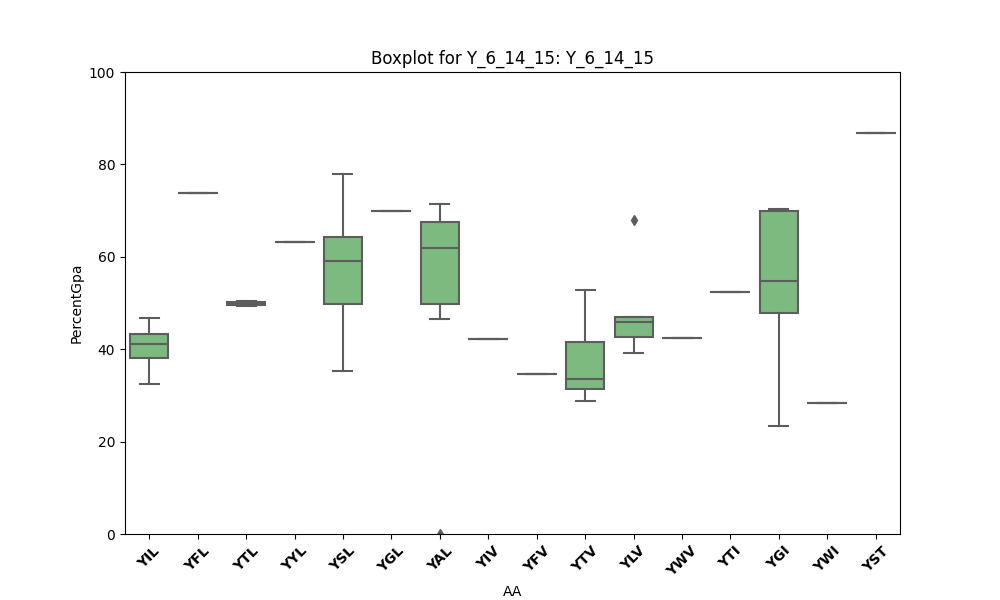 Boxplot for Y_6_14_15: Y_6_14_15
100
80
60
40
20
0
PercentGpa
YIL YFL YTL YYL YSL YGL YAL YIV YFV YTV YLV YWV YTI YGI YWI YST
AA